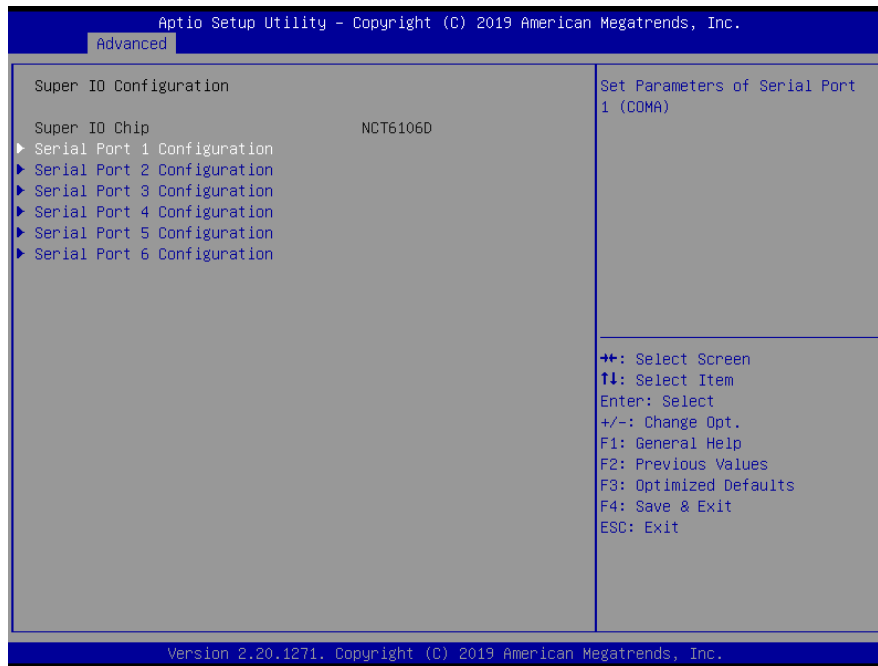 Aptio Setup Utility – Copyright (C) 2019 American Megatrends, Inc.
Advanced
Super IO Configuration
Super IO Chip NCT6106D
▶ Serial Port 1 Configuration
▶ Serial Port 2 Configuration
▶ Serial Port 3 Configuration
▶ Serial Port 4 Configuration
▶ Serial Port 5 Configuration
▶ Serial Port 6 Configuration
Set Parameters of Serial Port
1 (COMA)
→←: Select Screen
↑↓: Select Item
Enter: Select
+/-: Change Opt.
F1: General Help
F2: Previous Values
F3: Optimized Defaults
F4: Save & Exit
ESC: Exit
Version 2.20.1271. Copyright (C) 2019 American Megatrends, Inc.